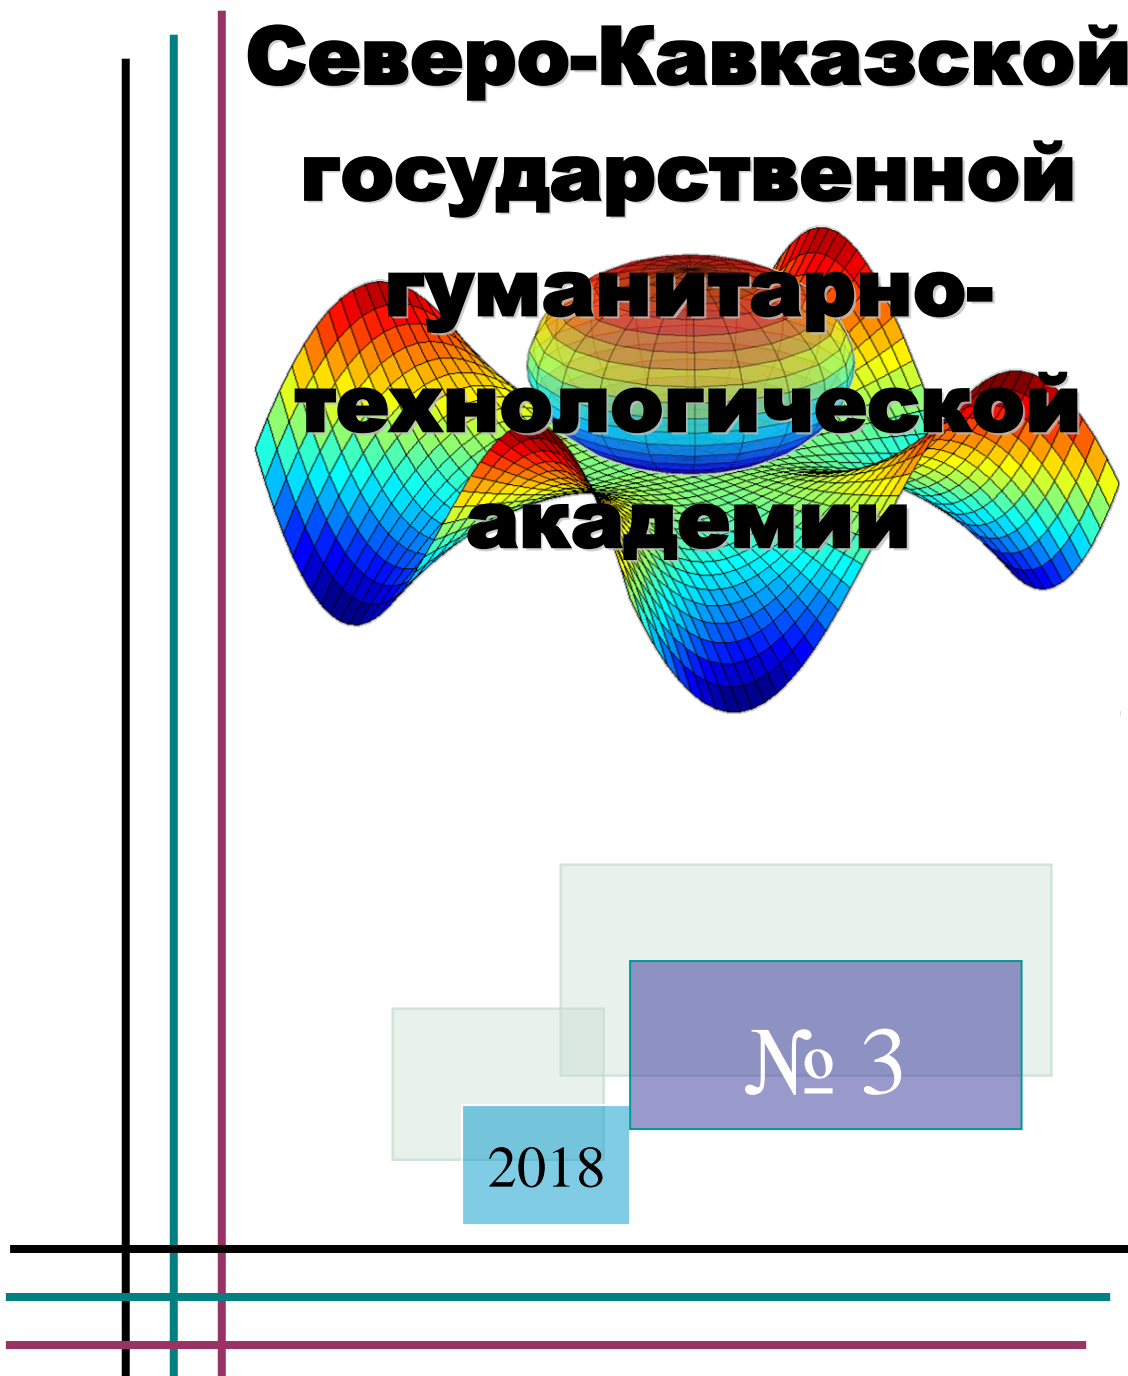 Северо-Кавказской
государственной
гуманитарно-
технологической
академии
№ 3
2018